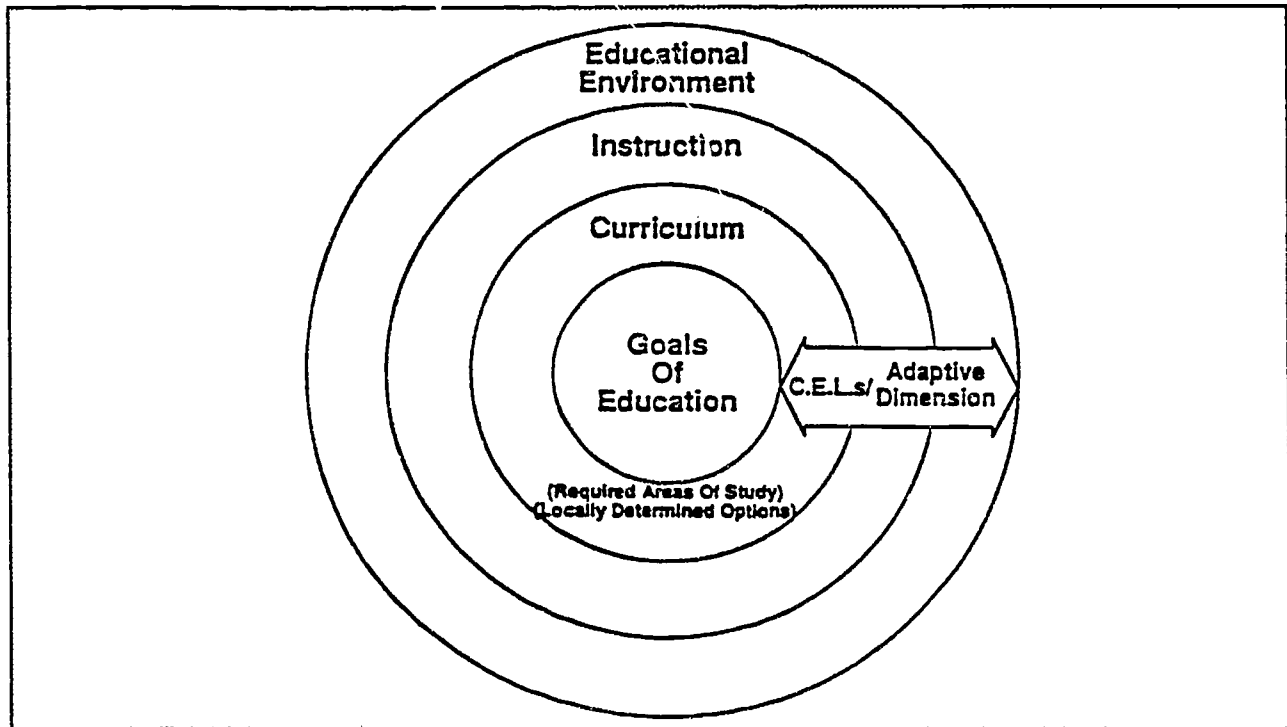 Educational
Environment
Instruction
Curriculum
Goals
Of
Education
C.E.L.s/ Adaptive
Dimension
(Required Areas Of Study)
(Locally Determined Options)